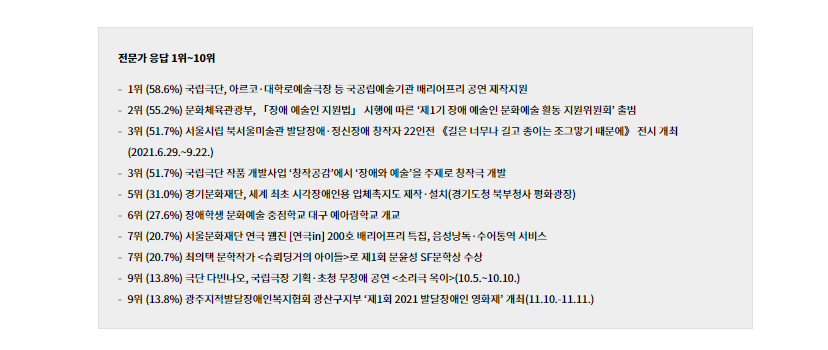 전문가 응답 1위~10위
- 1위 (58.6%) 국립극단, 아르코·대학로예술극장 등 국공립예술기관 배리어프리 공연 제작지원
- 2위 (55.2%) 문화체육관광부, 「장애 예술인 지원법」 시행에 따른 ‘제1기 장애 예술인 문화예술 활동 지원위원회’ 출범
- 3위 (51.7%) 서울시립 북서울미술관 발달장애·정신장애 창작자 22인전 《길은 너무나 길고 종이는 조그맣기 때문에》 전시 개최
(2021.6.29.~9.22.)
- 3위 (51.7%) 국립극단 작품 개발사업 ‘창작공감’에서 ‘장애와 예술’을 주제로 창작극 개발
- 5위 (31.0%) 경기문화재단, 세계 최초 시각장애인용 입체촉지도 제작·설치(경기도청 북부청사 평화광장)
- 6위 (27.6%) 장애학생 문화예술 중점학교 대구 예아람학교 개교
- 7위 (20.7%) 서울문화재단 연극 웹진 [연극in] 200호 배리어프리 특집, 음성낭독·수어통역 서비스
- 7위 (20.7%) 최의택 문학작가 <슈뢰딩거의 아이들>로 제1회 문윤성 SF문학상 수상
- 9위 (13.8%) 극단 다빈나오, 국립극장 기획·초청 무장애 공연 <소리극 옥이>(10.5.~10.10.)
- 9위 (13.8%) 광주지적발달장애인복지협회 광산구지부 ‘제1회 2021 발달장애인 영화제’ 개최(11.10.-11.11.)